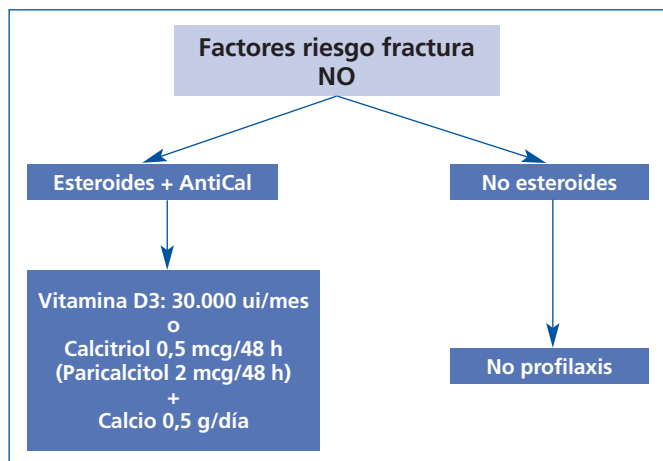 Factores riesgo fractura
NO
Esteroides + AntiCal
No esteroides
Vitamina D3: 30.000 ui/mes
o
Calcitriol 0,5 mcg/48 h
(Paricalcitol 2 mcg/48 h)
+
Calcio 0,5 g/día
No profilaxis